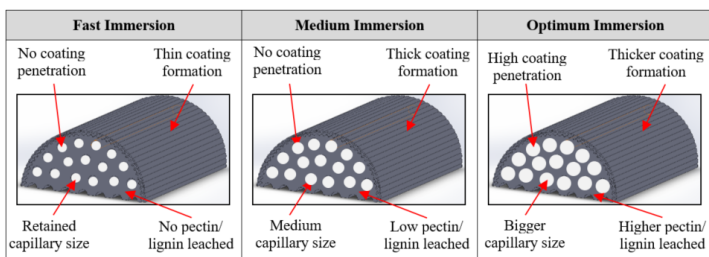 Fast Immersion
No coating
penetration
Thin coating
formation
Retained
capillary size
No pectin/
lignin leached
Medium Immersion
No coating
penetration
Thick coating
formation
Medium
capillary size
Low pectin/
lignin leached
Optimum Immersion
High coating
penetration
Thicker coating
formation
Bigger
capillary size
Higher pectin/
lignin leached